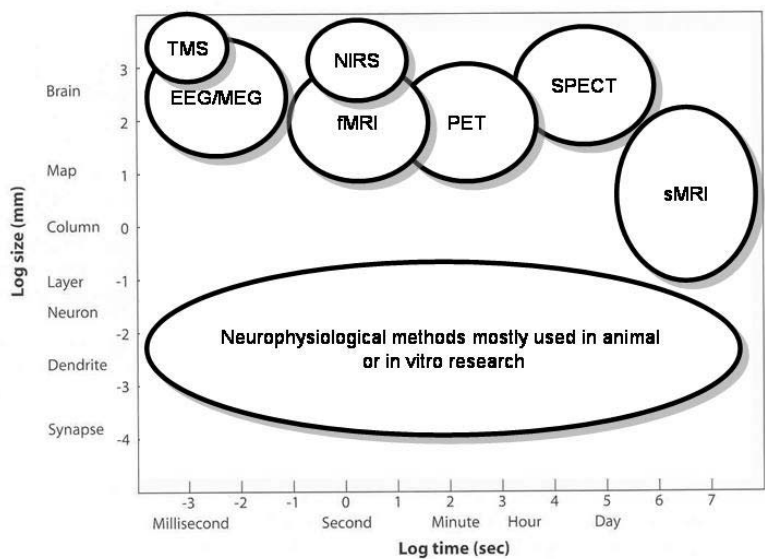 TMS
NIRS
EEG/MEG
fMRI
PET
SPECT
sMRI
Neurophysiological methods mostly used in animal
or in vitro research
Log size (mm)
Brain
Map
Column
Layer
Neuron
Dendrite
Synapse
3
2
1
0
-1
-2
-3
-4
-3 -2 -1 0 1 2 3 4 5 6 7
Millisecond Second Minute Hour Day
Log time (sec)